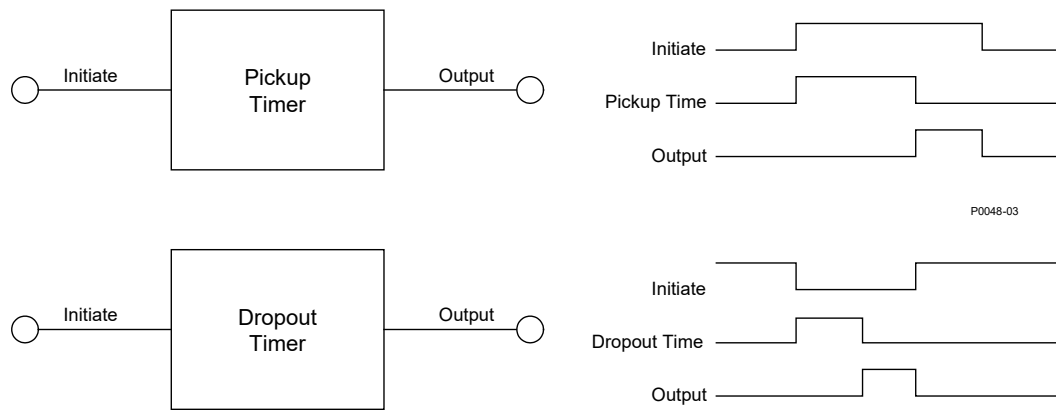 Initiate
Pickup
Timer
Output
Initiate
Pickup Time
Output
P0048-03
Initiate
Dropout
Timer
Output
Initiate
Dropout Time
Output